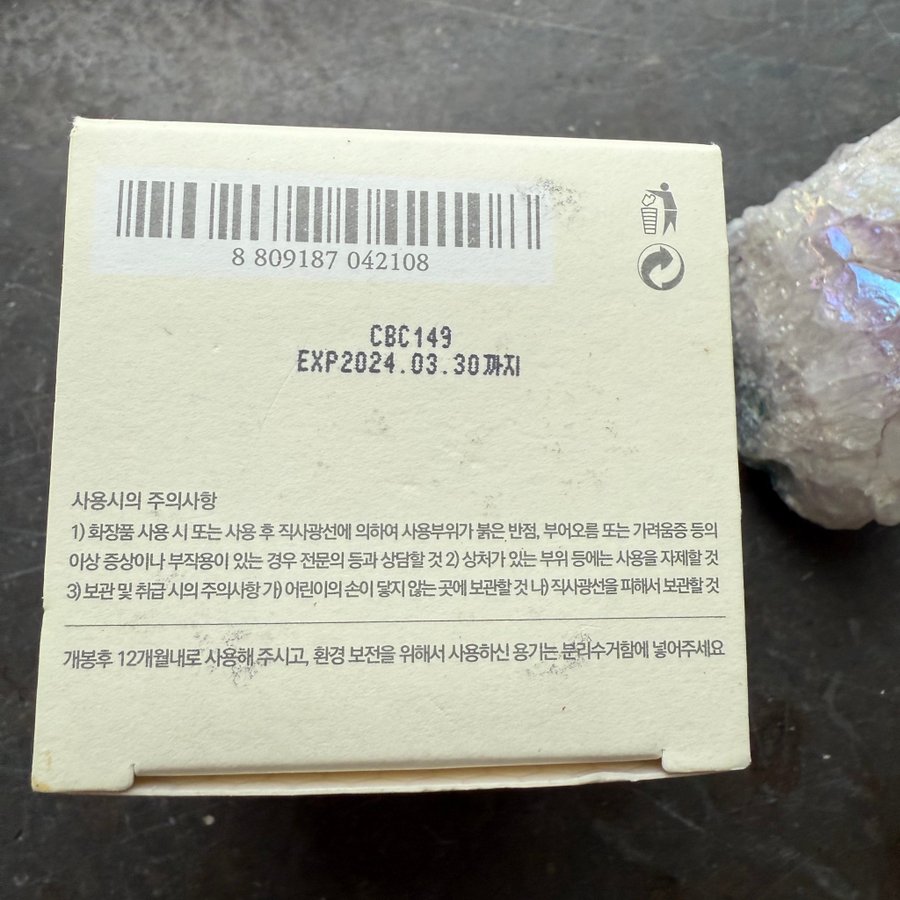 8 809187 042108
CBC149
EXP2024.03.30까지
사용시의 주의사항
1) 화장품 사용 시 또는 사용 후 직사광선에 의하여 사용부위가 붉은 반점, 부어오름 또는 가려움증 등의
이상 증상이나 부작용이 있는 경우 전문의 등과 상담할 것 2) 상처가 있는 부위 등에는 사용을 자제할 것
3) 보관 및 취급 시의 주의사항 가) 어린이의 손이 닿지 않는 곳에 보관할 것 나) 직사광선을 피해서 보관할 것
개봉후 12개월내로 사용해 주시고, 환경 보전을 위해서 사용하신 용기는 분리수거함에 넣어주세요